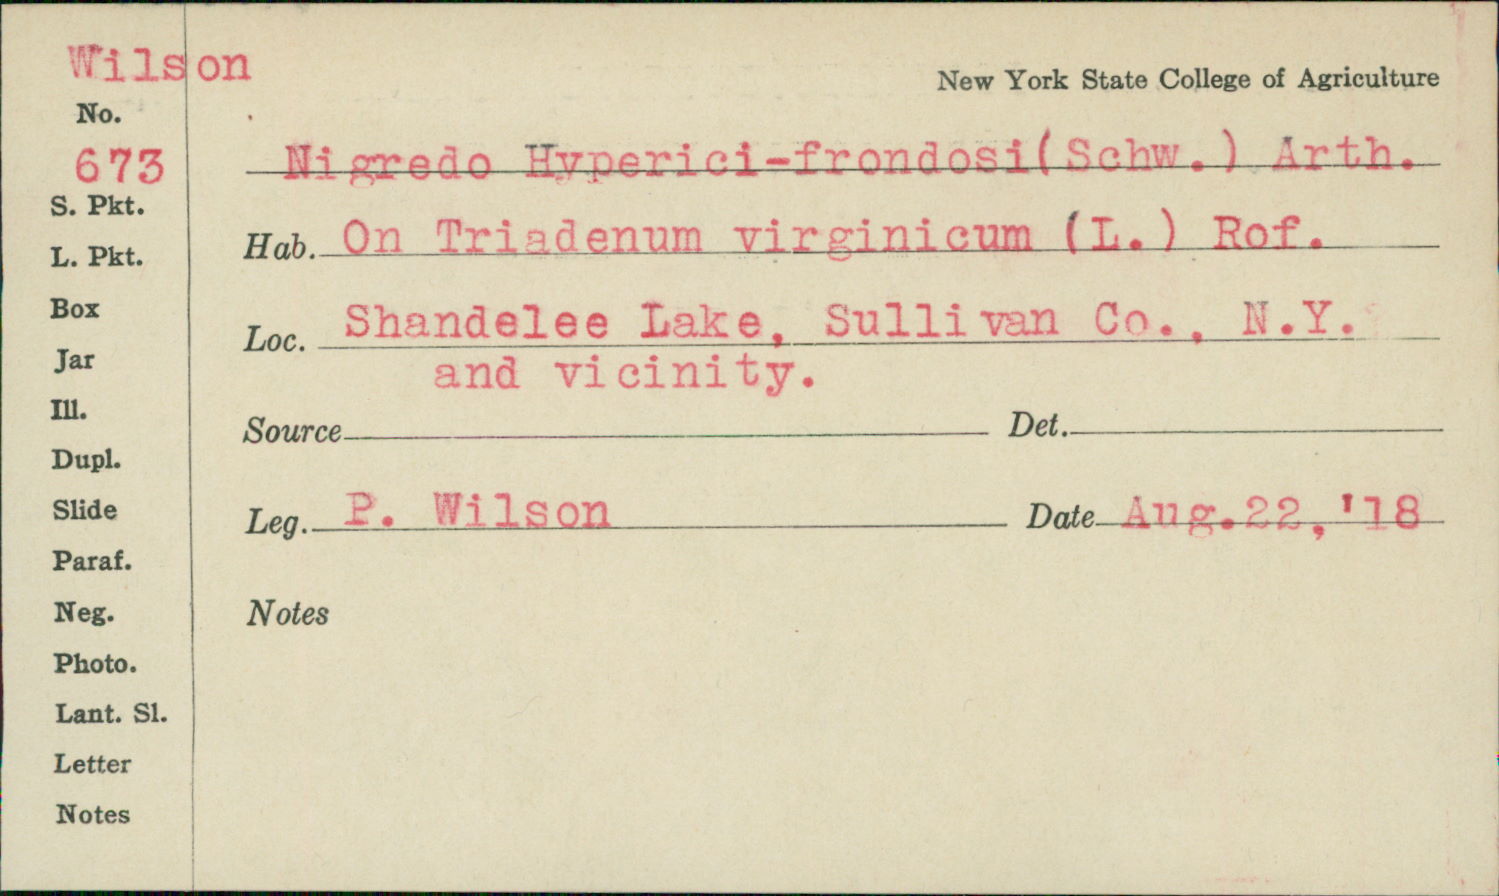 Wilson
New York State College of Agriculture
No.
673
Nigredo Hyperici-frondosi(Schw.) Arth.
S. Pkt.
Hab. On Triadenum virginicum (L.) Rof.
L. Pkt.
Box
Loc. Shandelee Lake, Sullivan Co., N.Y.
and vicinity.
Jar
Ill.
Source Det.
Dupl.
Slide
Leg. P. Wilson Date Aug.22,'18
Paraf.
Neg.
Notes
Photo.
Lant. Sl.
Letter
Notes